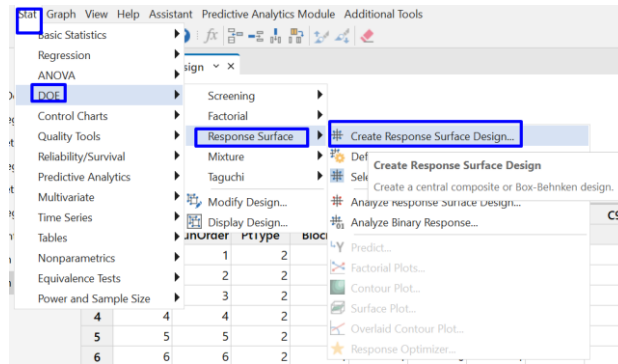 Stat Graph View Help Assistant Predictive Analytics Module Additional Tools
Basic Statistics
Regression
ANOVA
DOE
Control Charts
Quality Tools
Reliability/Survival
Predictive Analytics
Multivariate
Time Series
Tables
Nonparametrics
Equivalence Tests
Power and Sample Size
Screening
Factorial
Response Surface
Mixture
Taguchi
Modify Design...
Display Design...
Create Response Surface Design...
Create Response Surface Design
Create a central composite or Box-Behnken design.
Analyze Response Surface Design...
Analyze Binary Response...
Predict...
Factorial Plots...
Contour Plot...
Surface Plot...
Overlaid Contour Plot...
Response Optimizer...
PtType
1 2
2 2
3 2
4 4 4 2
5 5 5 2
6 6 6 2